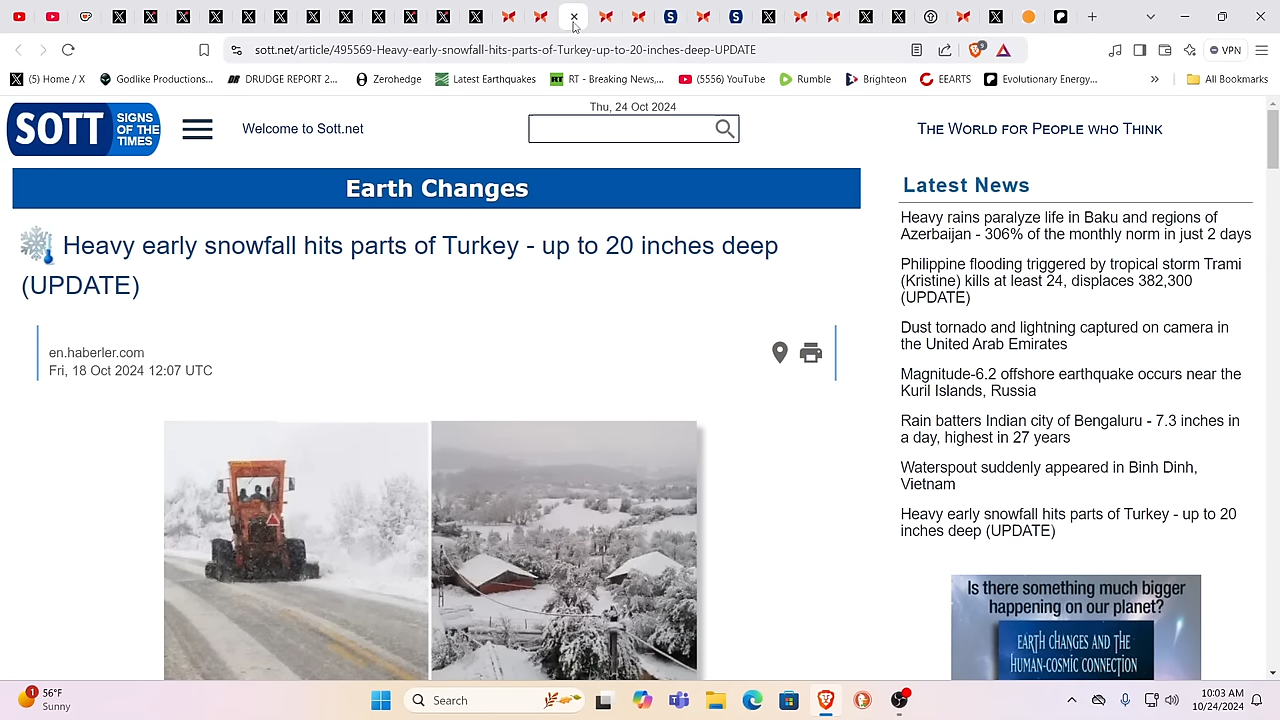 sott.net/article/495569-Heavy-early-snowfall-hits-parts-of-Turkey-up-to-20-inches-deep-UPDATE
9
VPN
(5) Home / X
Godlike Productions...
DRUDGE REPORT 2...
Zerohedge
Latest Earthquakes
RT - Breaking News,...
(5556) YouTube
Rumble
Brighteon
EEARTS
Evolutionary Energy...
»
All Bookmarks
SOTT SIGNS OF THE TIMES
Welcome to Sott.net
Thu, 24 Oct 2024
THE WORLD FOR PEOPLE WHO THINK
Earth Changes
Heavy early snowfall hits parts of Turkey - up to 20 inches deep
(UPDATE)
en.haberler.com
Fri, 18 Oct 2024 12:07 UTC
Latest News
Heavy rains paralyze life in Baku and regions of
Azerbaijan - 306% of the monthly norm in just 2 days
Philippine flooding triggered by tropical storm Trami
(Kristine) kills at least 24, displaces 382,300
(UPDATE)
Dust tornado and lightning captured on camera in
the United Arab Emirates
Magnitude-6.2 offshore earthquake occurs near the
Kuril Islands, Russia
Rain batters Indian city of Bengaluru - 7.3 inches in
a day, highest in 27 years
Waterspout suddenly appeared in Binh Dinh,
Vietnam
Heavy early snowfall hits parts of Turkey - up to 20
inches deep (UPDATE)
Is there something much bigger
happening on our planet?
EARTH CHANGES AND THE
HUMAN-COSMIC CONNECTION
1
56°F
Sunny
Search
10:03 AM
10/24/2024